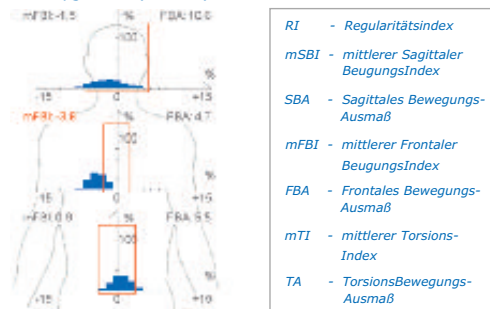 mFBI:-1.5 % FBA:10.6
100
%
-15 0 +15
mFBI:-3.8 % FBA:4.7
100
%
-15 0 +15
mFBI:0.9 % FBA:5.5
100
%
-15 0 +15
RI - Regularitätsindex
mSBI - mittlerer Sagittaler
BeugungsIndex
SBA - Sagittales Bewegungs-
Ausmaß
mFBI - mittlerer Frontaler
BeugungsIndex
FBA - Frontales Bewegungs-
Ausmaß
mTI - mittlerer Torsions-
Index
TA - TorsionsBewegungs-
Ausmaß